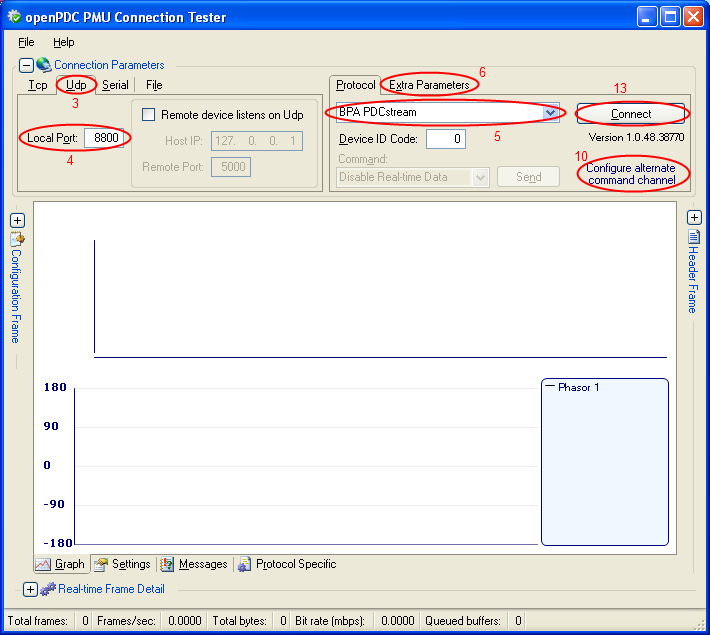 openPDC PMU Connection Tester
File Help
Connection Parameters
Tcp Udp Serial File
3
Local Port: 8800
4
Remote device listens on Udp
Host IP: 127. 0. 0. 1
Remote Port: 5000
Protocol Extra Parameters
6
BPA PDCstream
5
Device ID Code: 0
Command:
Disable Real-time Data Send
13
Connect
Version 1.0.48.38770
10
Configure alternate
command channel
Configuration Frame
Header Frame
180
90
0
-90
-180
Phasor 1
Graph Settings Messages Protocol Specific
Real-time Frame Detail
Total frames: 0 Frames/sec: 0.0000 Total bytes: 0 Bit rate (mbps): 0.0000 Queued buffers: 0